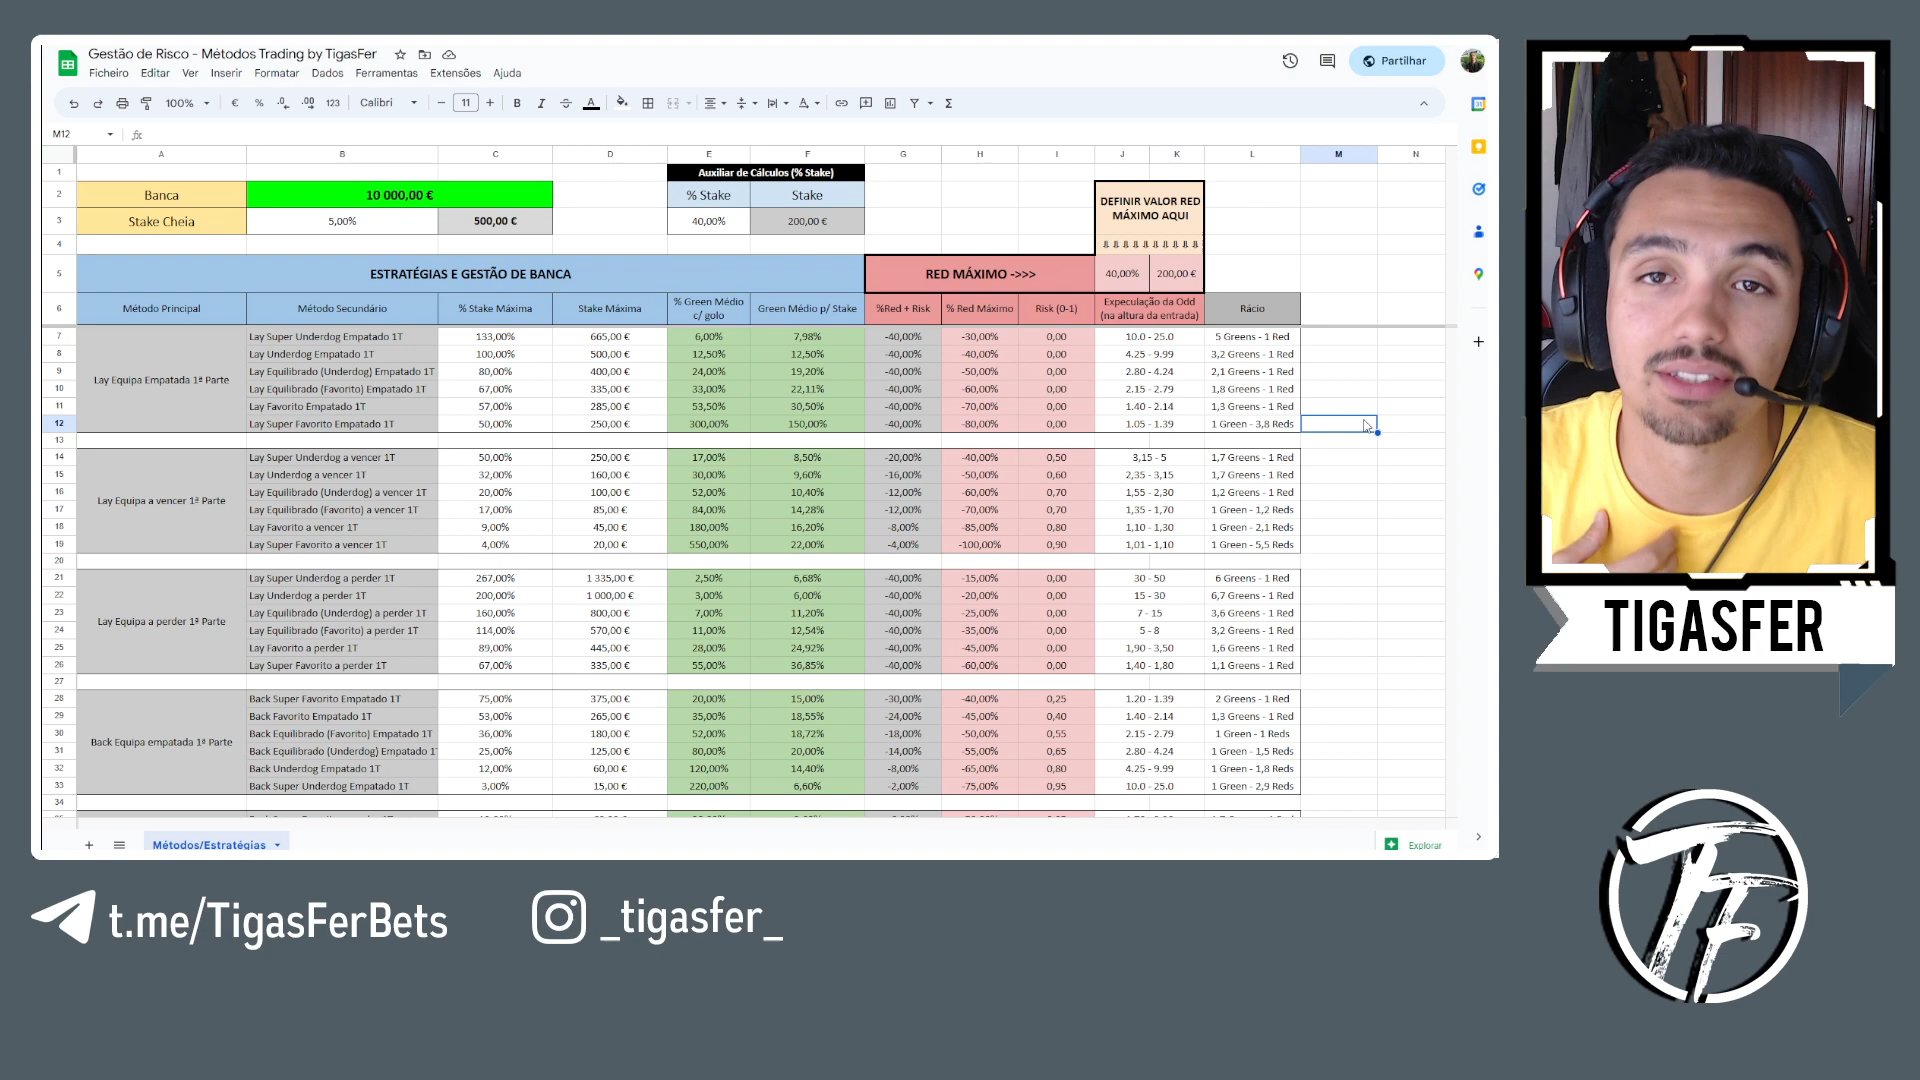 Gestão de Risco - Métodos Trading by TigasFer
Partilhar
Ficheiro Editar Ver Inserir Formatar Dados Ferramentas Extensões Ajuda
100% € % .0 .00 123 Calibri 11
M12
A B C D E F G H I J K L M N
1 Auxiliar de Cálculos (% Stake)
2 Banca 10 000,00 € % Stake Stake
DEFINIR VALOR RED MÁXIMO AQUI
3 Stake Cheia 5,00% 500,00 € 40,00% 200,00 €
4
5 ESTRATÉGIAS E GESTÃO DE BANCA RED MÁXIMO ->>> 40,00% 200,00 €
6 Método Principal Método Secundário % Stake Máxima Stake Máxima % Green Médio c/ golo Green Médio p/ Stake %Red + Risk % Red Máximo Risk (0-1) Expeculação da Odd (na altura da entrada) Rácio
Lay Equipa Empatada 1ª Parte
7 Lay Super Underdog Empatado 1T 133,00% 665,00 € 6,00% 7,98% -40,00% -30,00% 0,00 10.0 - 25.0 5 Greens - 1 Red
8 Lay Underdog Empatado 1T 100,00% 500,00 € 12,50% 12,50% -40,00% -40,00% 0,00 4.25 - 9.99 3,2 Greens - 1 Red
9 Lay Equilibrado (Underdog) Empatado 1T 80,00% 400,00 € 24,00% 19,20% -40,00% -50,00% 0,00 2.80 - 4.24 2,1 Greens - 1 Red
10 Lay Equilibrado (Favorito) Empatado 1T 67,00% 335,00 € 33,00% 22,11% -40,00% -60,00% 0,00 2.15 - 2.79 1,8 Greens - 1 Red
11 Lay Favorito Empatado 1T 57,00% 285,00 € 53,50% 30,50% -40,00% -70,00% 0,00 1.40 - 2.14 1,3 Greens - 1 Red
12 Lay Super Favorito Empatado 1T 50,00% 250,00 € 300,00% 150,00% -40,00% -80,00% 0,00 1.05 - 1.39 1 Green - 3,8 Reds
13
Lay Equipa a vencer 1ª Parte
14 Lay Super Underdog a vencer 1T 50,00% 250,00 € 17,00% 8,50% -20,00% -40,00% 0,50 3,15 - 5 1,7 Greens - 1 Red
15 Lay Underdog a vencer 1T 32,00% 160,00 € 30,00% 9,60% -16,00% -50,00% 0,60 2,35 - 3,15 1,7 Greens - 1 Red
16 Lay Equilibrado (Underdog) a vencer 1T 20,00% 100,00 € 52,00% 10,40% -12,00% -60,00% 0,70 1,55 - 2,30 1,2 Greens - 1 Red
17 Lay Equilibrado (Favorito) a vencer 1T 17,00% 85,00 € 84,00% 14,28% -12,00% -70,00% 0,70 1,35 - 1,70 1 Green - 1,2 Reds
18 Lay Favorito a vencer 1T 9,00% 45,00 € 180,00% 16,20% -8,00% -85,00% 0,80 1,10 - 1,30 1 Green - 2,1 Reds
19 Lay Super Favorito a vencer 1T 4,00% 20,00 € 550,00% 22,00% -4,00% -100,00% 0,90 1,01 - 1,10 1 Green - 5,5 Reds
20
Lay Equipa a perder 1ª Parte
21 Lay Super Underdog a perder 1T 267,00% 1 335,00 € 2,50% 6,68% -40,00% -15,00% 0,00 30 - 50 6 Greens - 1 Red
22 Lay Underdog a perder 1T 200,00% 1 000,00 € 3,00% 6,00% -40,00% -20,00% 0,00 15 - 30 6,7 Greens - 1 Red
23 Lay Equilibrado (Underdog) a perder 1T 160,00% 800,00 € 7,00% 11,20% -40,00% -25,00% 0,00 7 - 15 3,6 Greens - 1 Red
24 Lay Equilibrado (Favorito) a perder 1T 114,00% 570,00 € 11,00% 12,54% -40,00% -35,00% 0,00 5 - 8 3,2 Greens - 1 Red
25 Lay Favorito a perder 1T 89,00% 445,00 € 28,00% 24,92% -40,00% -45,00% 0,00 1,90 - 3,50 1,6 Greens - 1 Red
26 Lay Super Favorito a perder 1T 67,00% 335,00 € 55,00% 36,85% -40,00% -60,00% 0,00 1,40 - 1,80 1,1 Greens - 1 Red
27
Back Equipa empatada 1ª Parte
28 Back Super Favorito Empatado 1T 75,00% 375,00 € 20,00% 15,00% -30,00% -40,00% 0,25 1.20 - 1.39 2 Greens - 1 Red
29 Back Favorito Empatado 1T 53,00% 265,00 € 35,00% 18,55% -24,00% -45,00% 0,40 1.40 - 2.14 1,3 Greens - 1 Red
30 Back Equilibrado (Favorito) Empatado 1T 36,00% 180,00 € 52,00% 18,72% -18,00% -50,00% 0,55 2.15 - 2.79 1 Green - 1 Reds
31 Back Equilibrado (Underdog) Empatado 1T 25,00% 125,00 € 80,00% 20,00% -14,00% -55,00% 0,65 2.80 - 4.24 1 Green - 1,5 Reds
32 Back Underdog Empatado 1T 12,00% 60,00 € 120,00% 14,40% -8,00% -65,00% 0,80 4.25 - 9.99 1 Green - 1,8 Reds
33 Back Super Underdog Empatado 1T 3,00% 15,00 € 220,00% 6,60% -2,00% -75,00% 0,95 10.0 - 25.0 1 Green - 2,9 Reds
34
Métodos/Estratégias
Explorar
TIGASFER
t.me/TigasFerBets
_tigasfer_
TF